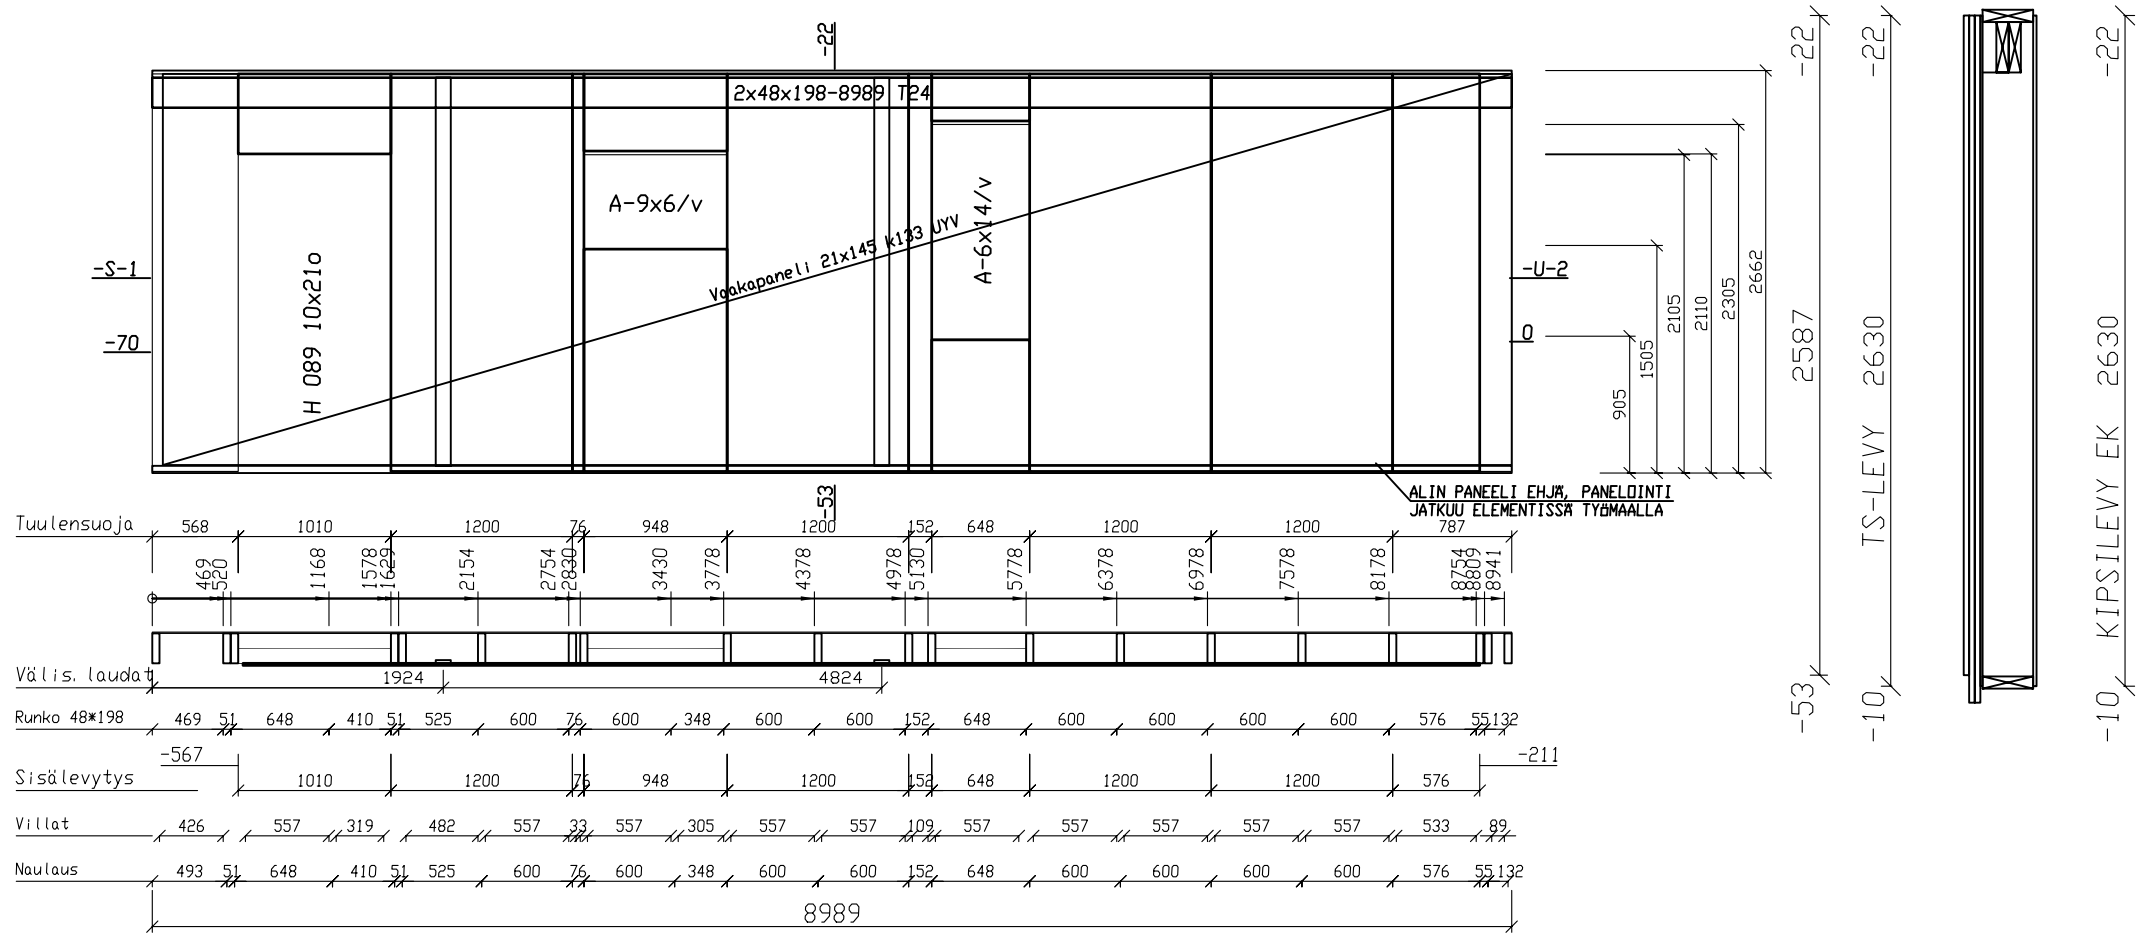 -22
2x48x198-8989 T24
A-9x6/v
A-6x14/v
Vaakapaneli 21x145 k133 UYV
H 089 10x21o
-S-1
-70
-U-2
0
-53
905
1505
2105
2110
2305
2662
ALIN PANEELI EHJÄ, PANELOINTI
JATKUU ELEMENTISSÄ TYÖMAALLA
Tuulensuoja 568 1010 1200 76 948 1200 152 648 1200 1200 787
469 520 1168 1578 1629 2154 2754 2830 3430 3778 4378 4978 5130 5778 6378 6978 7578 8178 8754 8809 8941
Välis. laudat 1924 4824
Runko 48*198 469 51 648 410 51 525 600 76 600 348 600 600 152 648 600 600 600 600 576 55 132
-567 -211
Sisälevytys 1010 1200 76 948 1200 152 648 1200 1200 576
Villat 426 557 319 482 557 33 557 305 557 557 109 557 557 557 557 557 533 89
Naulaus 493 51 648 410 51 525 600 76 600 348 600 600 152 648 600 600 600 600 576 55 132
8989
-22
2587
-53
-22
TS-LEVY 2630
-10
-22
KIPSILEVY EK 2630
-10